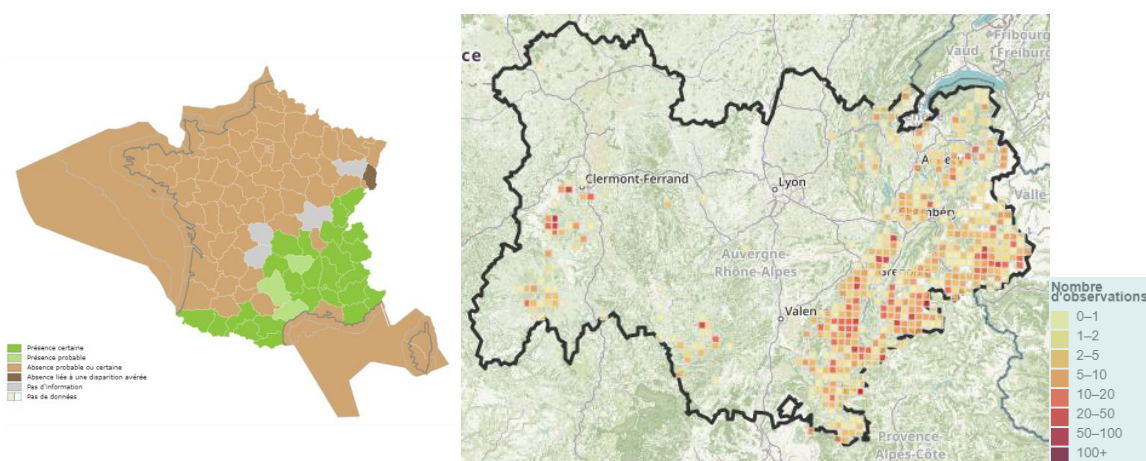 Présence certaine
Présence probable
Absence probable ou certaine
Absence liée à une disparition avérée
Pas d'information
Pas de données
ce
Fribourg
Freiburg
Vaud
Clermont-Ferrand
Lyon
Valle
Auvergne-
Rhône-Alpes
Valen
Provence-
Alpes-Côte
Nombre
d'observations
0–1
1–2
2–5
5–10
10–20
20–50
50–100
100+